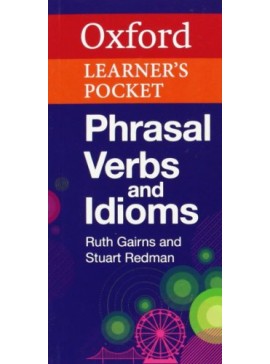 Oxford
LEARNER'S
POCKET
Phrasal
Verbs
and
Idioms
Ruth Gairns and
Stuart Redman